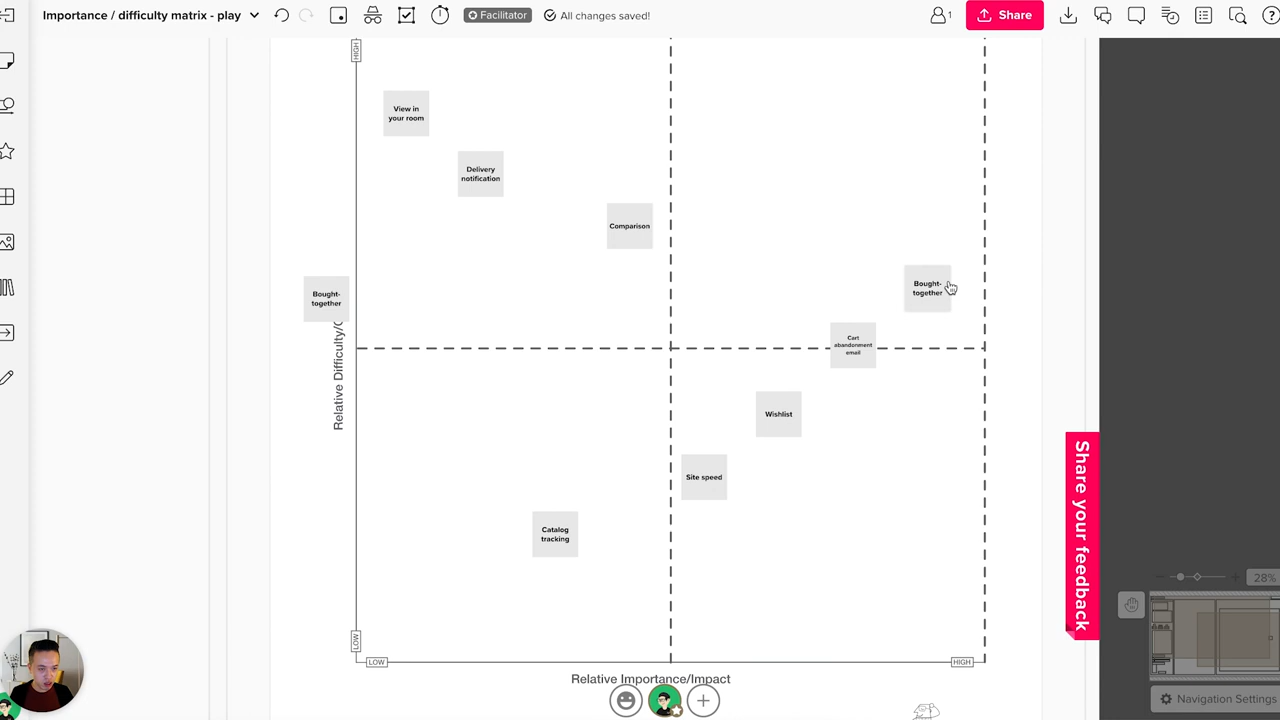 Importance / difficulty matrix - play
Facilitator
All changes saved!
1
Share
HIGH
View in
your room
Delivery
notification
Comparison
Bought-
together
Bought-
together
Relative Difficulty/
Cart
abandonment
email
Wishlist
Site speed
Catalog
tracking
Share your feedback
28%
LOW
LOW
HIGH
Relative Importance/Impact
Navigation Settings